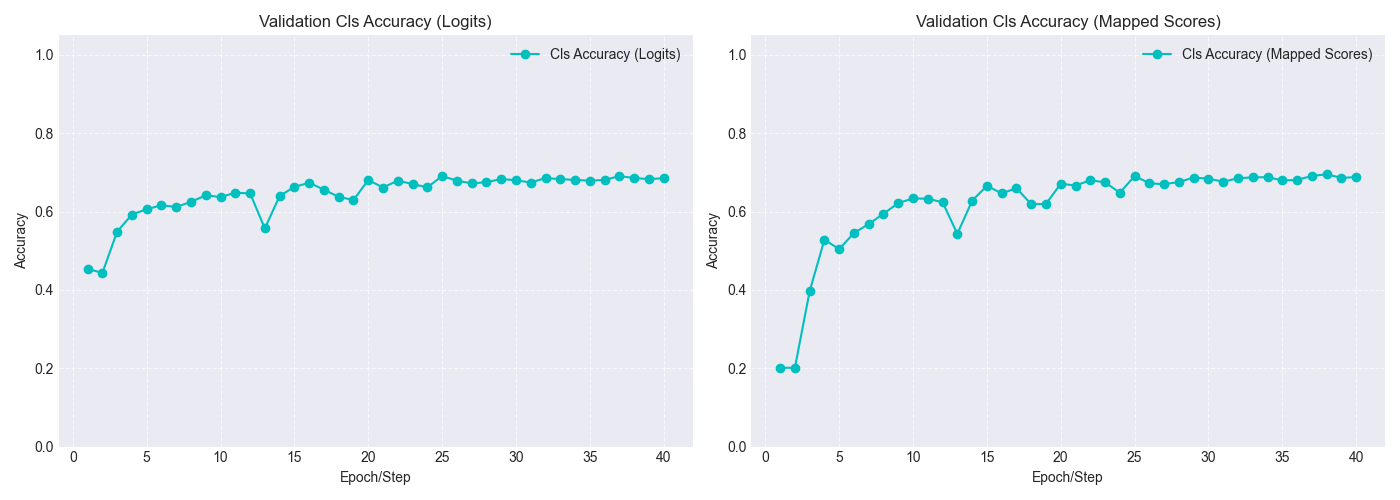 Validation Cls Accuracy (Logits)
Cls Accuracy (Logits)
1.0
0.8
0.6
0.4
0.2
0.0
Accuracy
0 5 10 15 20 25 30 35 40
Epoch/Step
Validation Cls Accuracy (Mapped Scores)
Cls Accuracy (Mapped Scores)
1.0
0.8
0.6
0.4
0.2
0.0
Accuracy
0 5 10 15 20 25 30 35 40
Epoch/Step